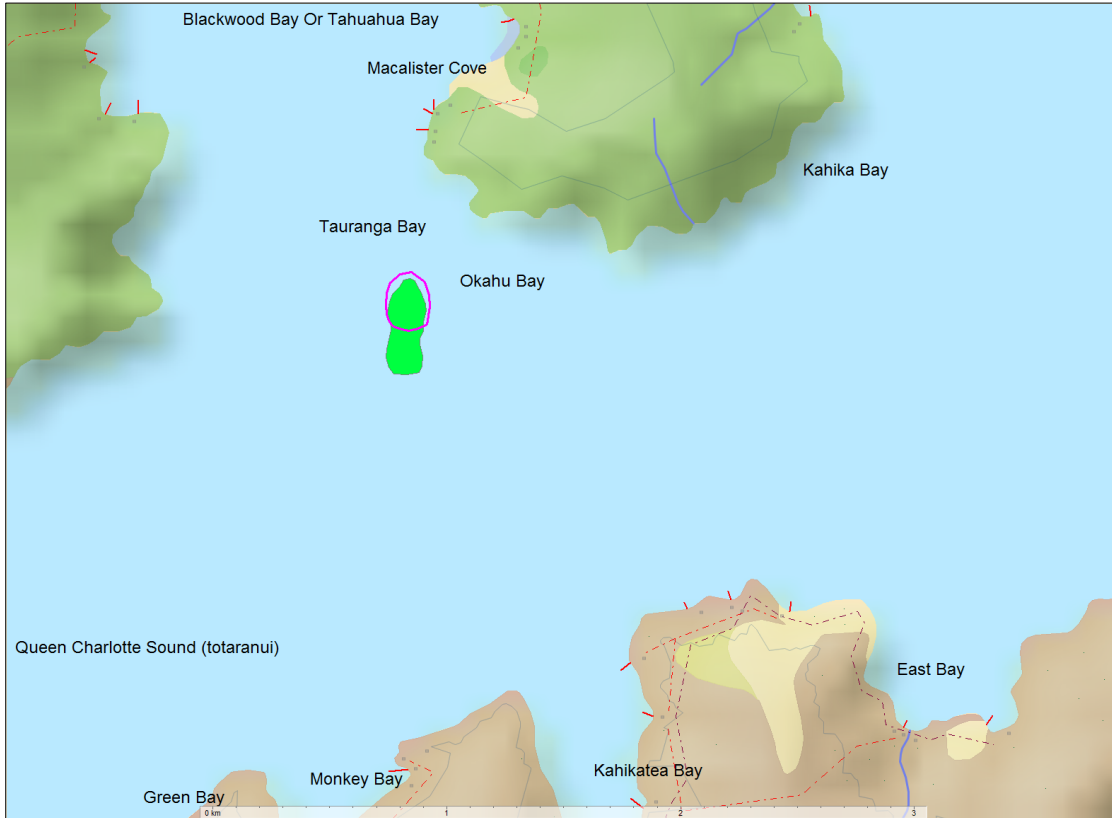 Blackwood Bay Or Tahuahua Bay
Macalister Cove
Kahika Bay
Tauranga Bay
Okahu Bay
Queen Charlotte Sound (totaranui)
East Bay
Monkey Bay
Kahikatea Bay
Green Bay
0 km
1
2
3